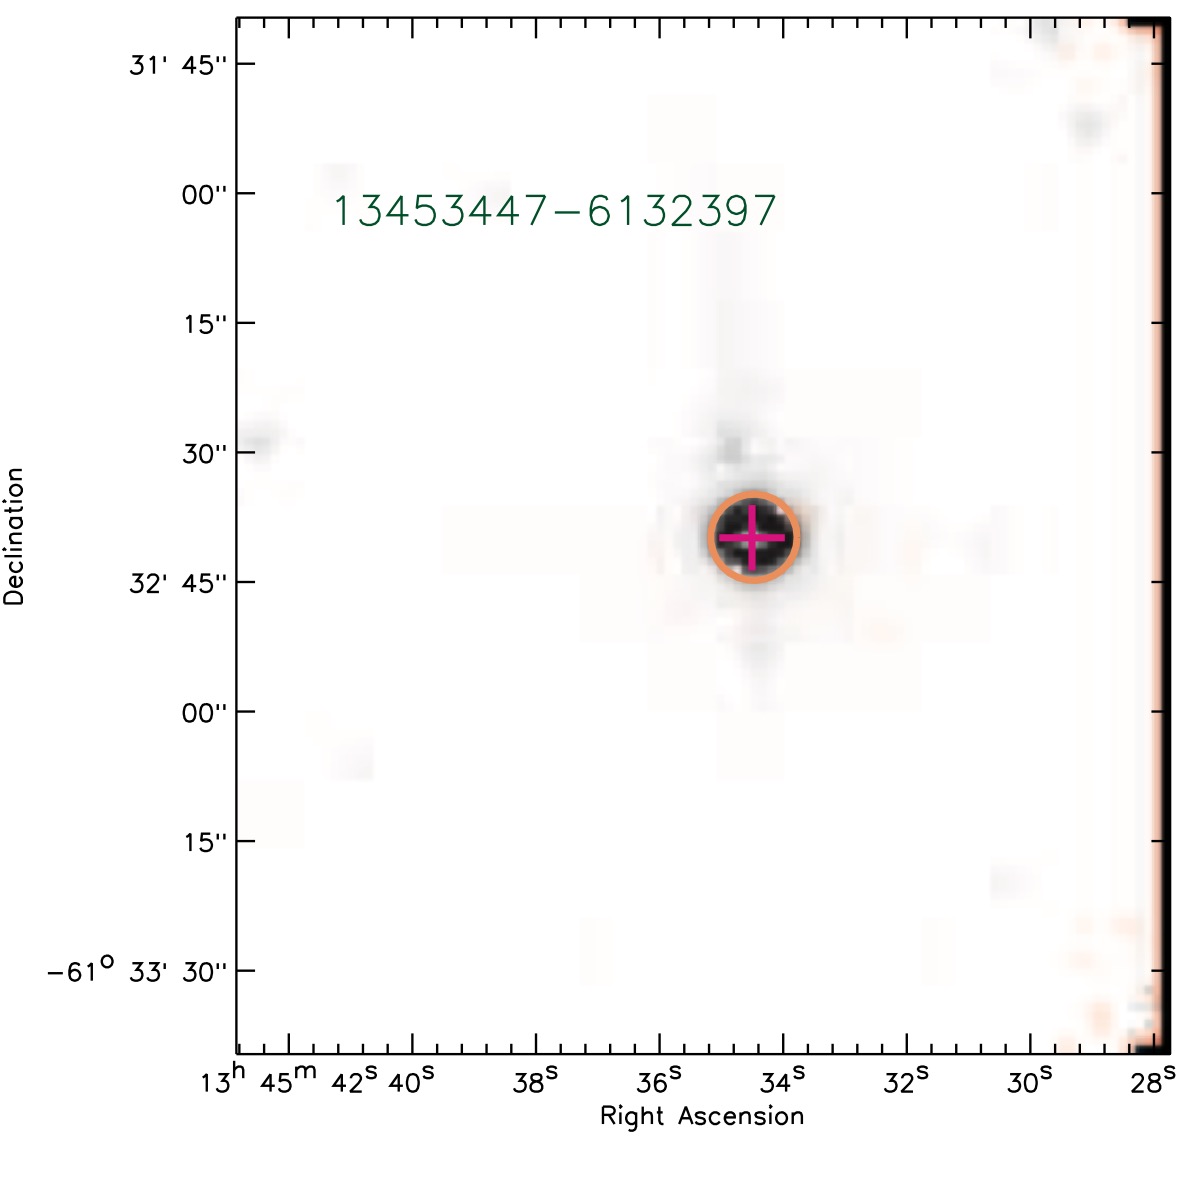 31' 45"
00"
13453447-6132397
15"
30"
Declination
32' 45"
00"
15"
-61° 33' 30"
13h 45m 42s 40s 38s 36s 34s 32s 30s 28s
Right Ascension